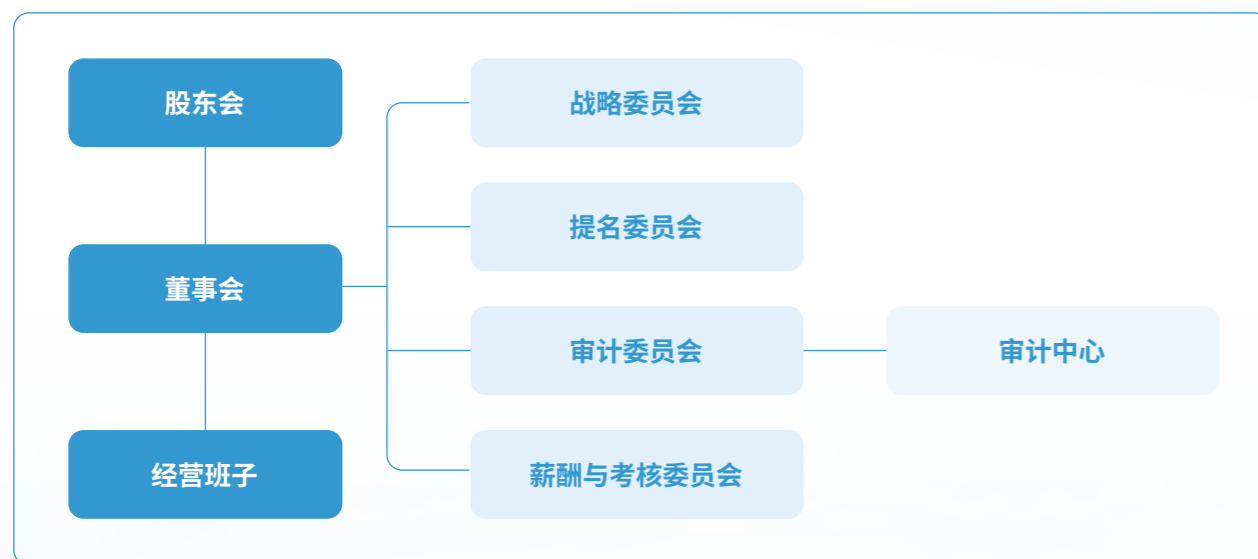 股东会
董事会
经营班子
战略委员会
提名委员会
审计委员会
薪酬与考核委员会
审计中心